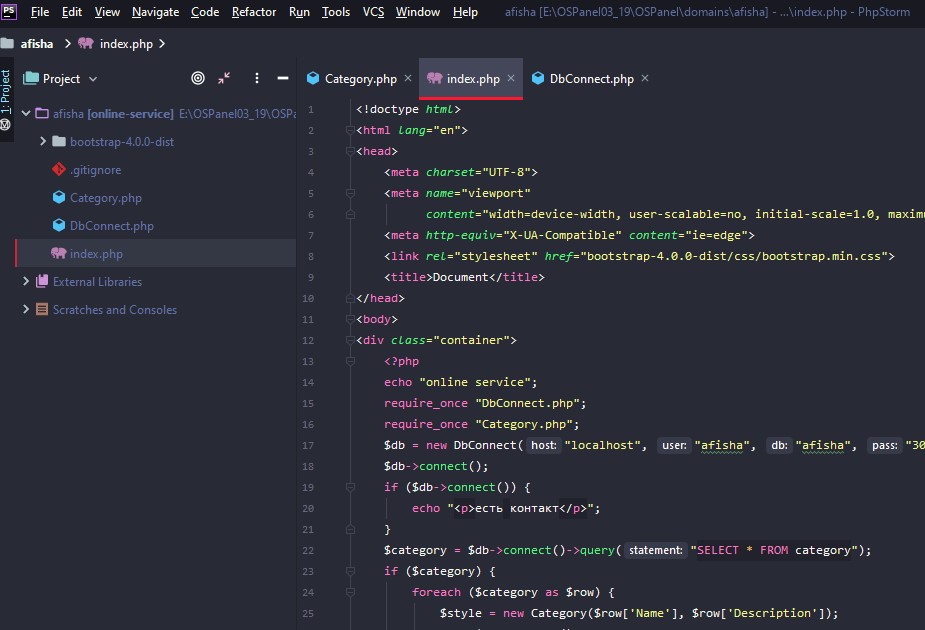 PS File Edit View Navigate Code Refactor Run Tools VCS Window Help afisha [E:\OSPanel03_19\OSPanel\domains\afisha] - ...\index.php - PhpStorm
afisha index.php
1: Project
Project
Category.php index.php DbConnect.php
afisha [online-service] E:\OSPanel03_19\OSPa
bootstrap-4.0.0-dist
.gitignore
Category.php
DbConnect.php
index.php
External Libraries
Scratches and Consoles
1 <!doctype html>
2 <html lang="en">
3 <head>
4 <meta charset="UTF-8">
5 <meta name="viewport"
6 content="width=device-width, user-scalable=no, initial-scale=1.0, maxim
7 <meta http-equiv="X-UA-Compatible" content="ie=edge">
8 <link rel="stylesheet" href="bootstrap-4.0.0-dist/css/bootstrap.min.css">
9 <title>Document</title>
10 </head>
11 <body>
12 <div class="container">
13 <?php
14 echo "online service";
15 require_once "DbConnect.php";
16 require_once "Category.php";
17 $db = new DbConnect( host: "localhost", user: "afisha", db: "afisha", pass: "30
18 $db->connect();
19 if ($db->connect()) {
20 echo "<p>есть контакт</p>";
21 }
22 $category = $db->connect()->query( statement: "SELECT * FROM category");
23 if ($category) {
24 foreach ($category as $row) {
25 $style = new Category($row['Name'], $row['Description']);